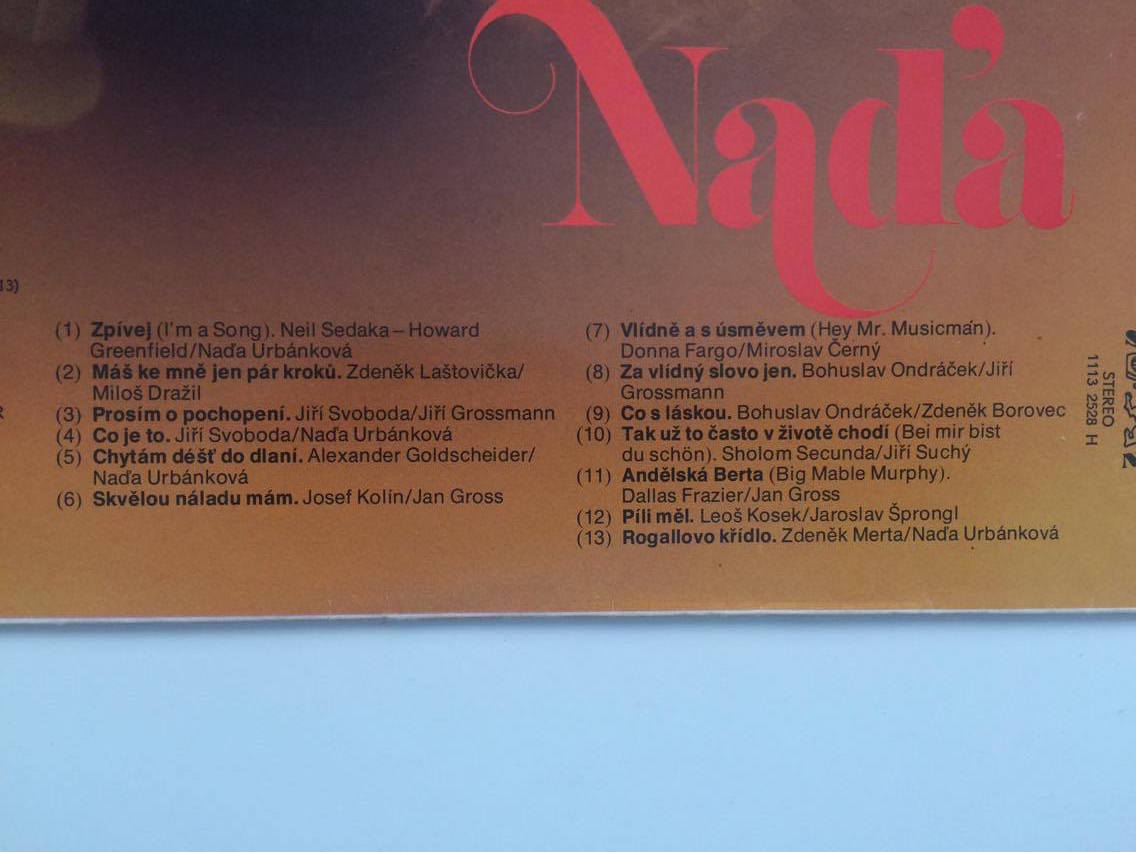 Naďa
13)
(1) Zpívej (I'm a Song). Neil Sedaka – Howard
Greenfield/Naďa Urbánková
(2) Máš ke mně jen pár kroků. Zdeněk Laštovička/
Miloš Dražil
(3) Prosím o pochopení. Jiří Svoboda/Jiří Grossmann
(4) Co je to. Jiří Svoboda/Naďa Urbánková
(5) Chytám déšť do dlaní. Alexander Goldscheider/
Naďa Urbánková
(6) Skvělou náladu mám. Josef Kolín/Jan Gross
(7) Vlídně a s úsměvem (Hey Mr. Musicman).
Donna Fargo/Miroslav Černý
(8) Za vlídný slovo jen. Bohuslav Ondráček/Jiří
Grossmann
(9) Co s láskou. Bohuslav Ondráček/Zdeněk Borovec
(10) Tak už to často v životě chodí (Bei mir bist
du schön). Sholom Secunda/Jiří Suchý
(11) Andělská Berta (Big Mable Murphy).
Dallas Frazier/Jan Gross
(12) Píli měl. Leoš Kosek/Jaroslav Šprongl
(13) Rogallovo křídlo. Zdeněk Merta/Naďa Urbánková
STEREO
1113 2528 H